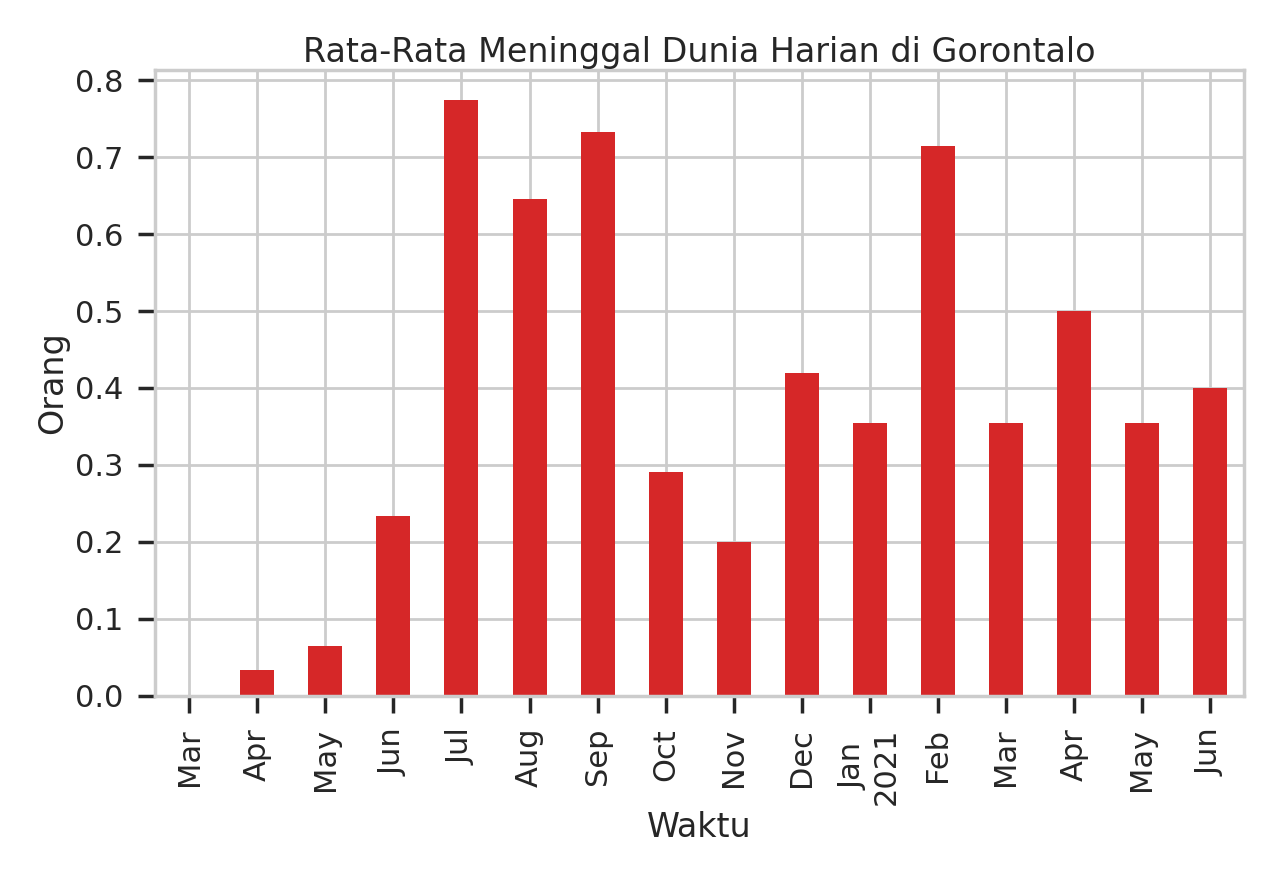 Rata-Rata Meninggal Dunia Harian di Gorontalo
0.8
0.7
0.6
0.5
0.4
0.3
0.2
0.1
0.0
Orang
Mar
Apr
May
Jun
Jul
Aug
Sep
Oct
Nov
Dec
Jan
2021
Feb
Mar
Apr
May
Jun
Waktu